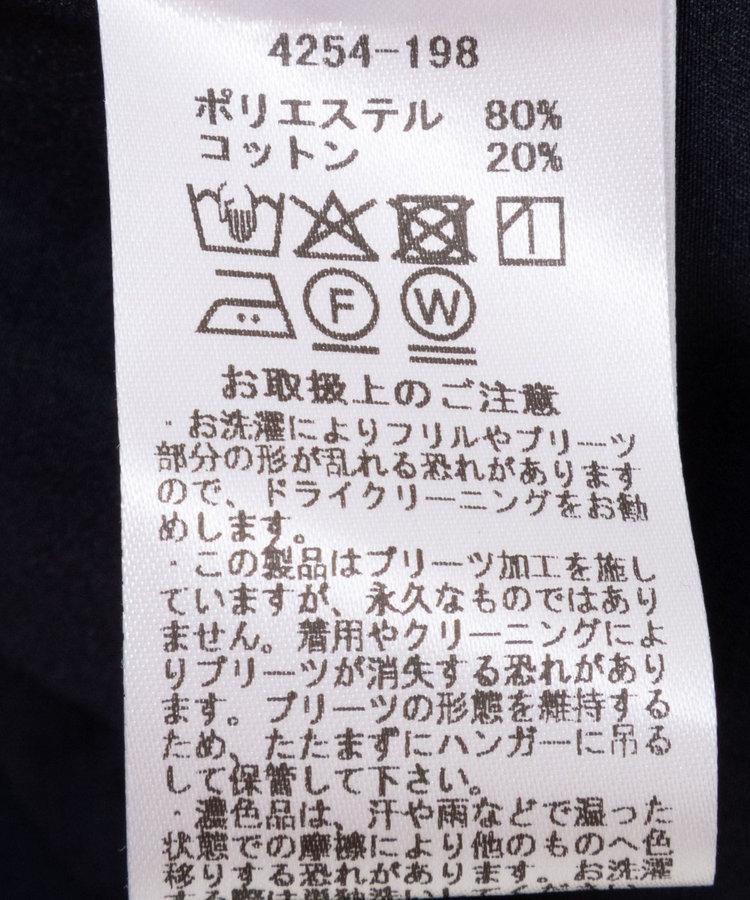 4254-198
ポリエステル 80%
コットン 20%
F W
お取扱上のご注意
・お洗濯によりフリルやプリーツ
部分の形が乱れる恐れがあります
ので、ドライクリーニングをお勧
めします。
・この製品はプリーツ加工を施し
ていますが、永久なものではあり
ません。着用やクリーニングによ
りプリーツが消失する恐れがあり
ます。プリーツの形態を維持する
ため、たたまずにハンガーに吊る
して保管して下さい。
・濃色品は、汗や雨などで湿った
状態での摩擦により他のものへ色
移りする恐れがあります。お洗濯